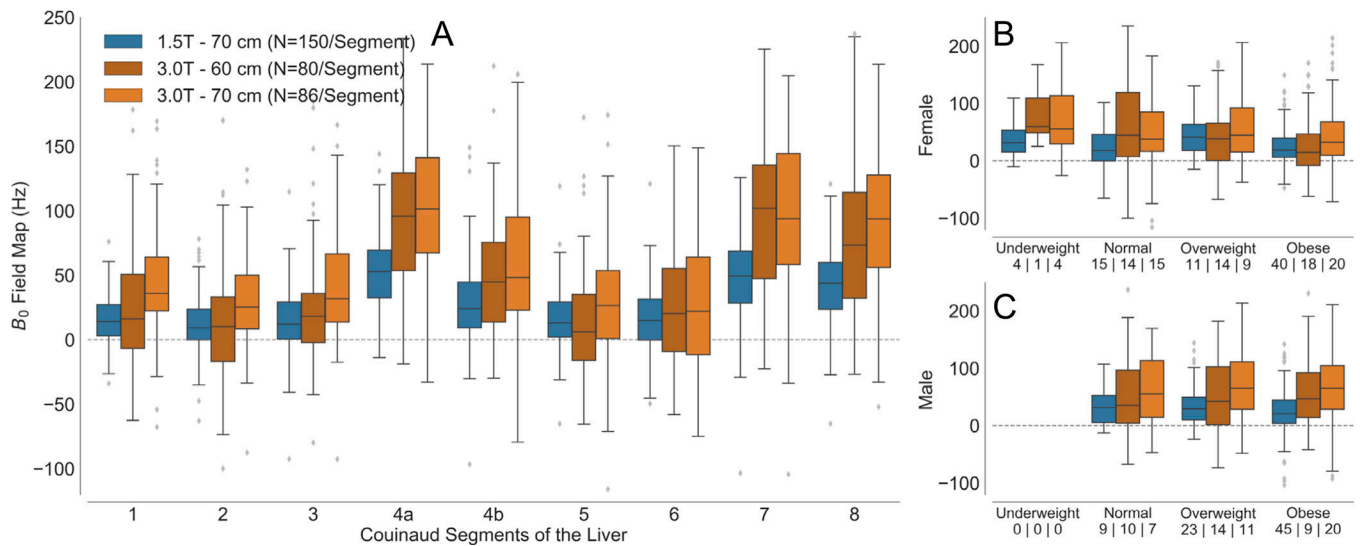 A
1.5T - 70 cm (N=150/Segment)
3.0T - 60 cm (N=80/Segment)
3.0T - 70 cm (N=86/Segment)
250
200
150
100
50
0
−50
−100
B0 Field Map (Hz)
1 2 3 4a 4b 5 6 7 8
Couinaud Segments of the Liver
B
Female
200
100
0
−100
Underweight Normal Overweight Obese
4 | 1 | 4 15 | 14 | 15 11 | 14 | 9 40 | 18 | 20
C
Male
200
100
0
−100
Underweight Normal Overweight Obese
0 | 0 | 0 9 | 10 | 7 23 | 14 | 11 45 | 9 | 20